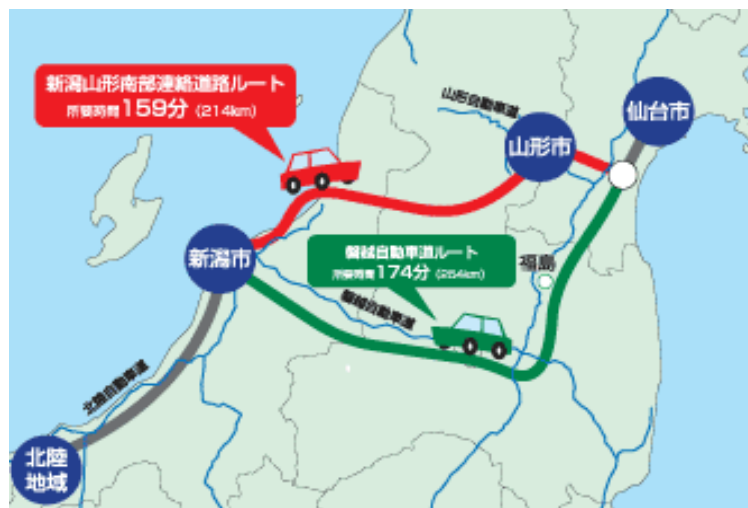 新潟山形南部連絡道路ルート
所要時間159分(214km)
山形自動車道
仙台市
山形市
新潟市
磐越自動車道ルート
所要時間174分(254km)
福島
磐越自動車道
北陸自動車道
北陸
地域